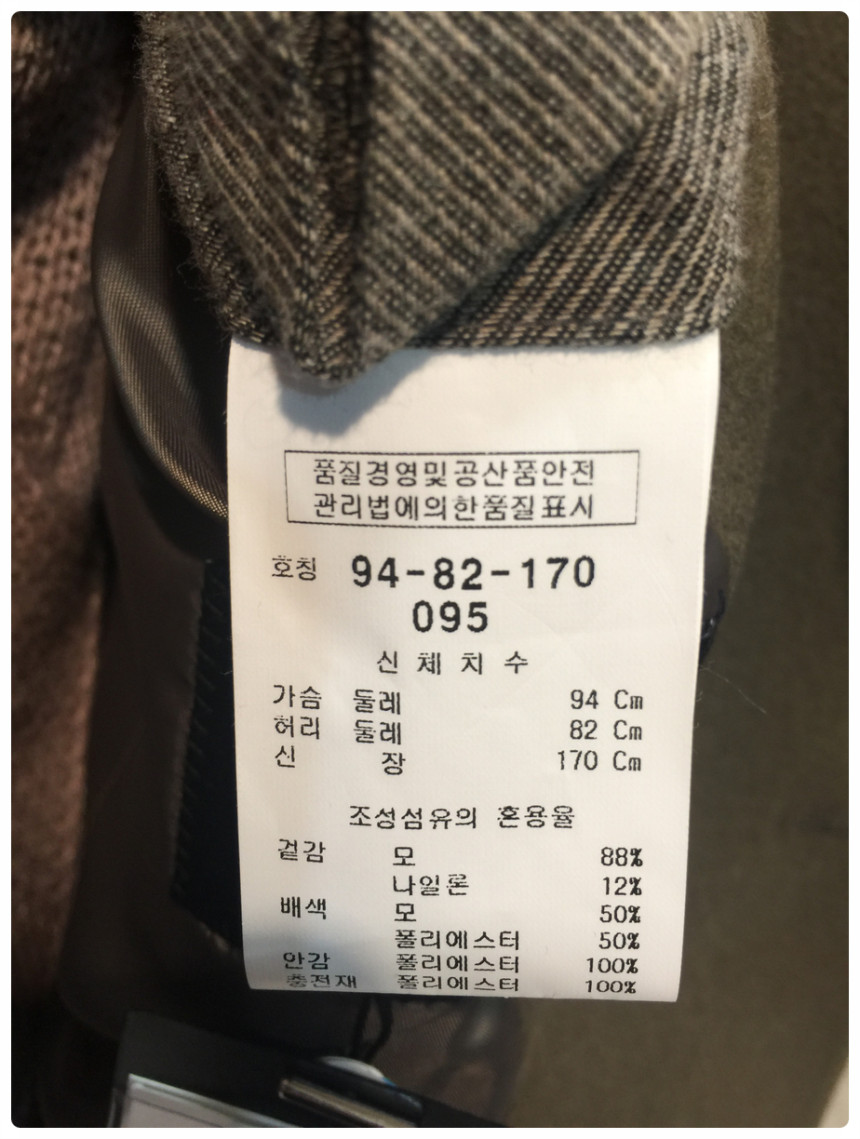 품질경영및공산품안전
관리법에의한품질표시
호칭 94-82-170
095
신 체 치 수
가슴 둘레 94 Cm
허리 둘레 82 Cm
신 장 170 Cm
조성섬유의 혼용율
겉감 모 88%
나일론 12%
배색 모 50%
폴리에스터 50%
안감 폴리에스터 100%
충전재 폴리에스터 100%